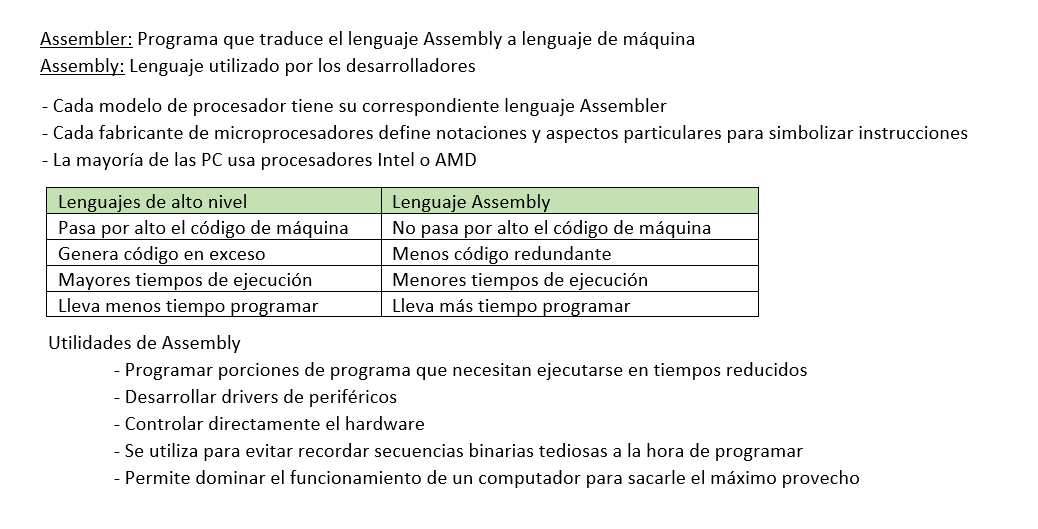 Assembler: Programa que traduce el lenguaje Assembly a lenguaje de máquina
Assembly: Lenguaje utilizado por los desarrolladores
- Cada modelo de procesador tiene su correspondiente lenguaje Assembler
- Cada fabricante de microprocesadores define notaciones y aspectos particulares para simbolizar instrucciones
- La mayoría de las PC usa procesadores Intel o AMD
Lenguajes de alto nivel Lenguaje Assembly
Pasa por alto el código de máquina No pasa por alto el código de máquina
Genera código en exceso Menos código redundante
Mayores tiempos de ejecución Menores tiempos de ejecución
Lleva menos tiempo programar Lleva más tiempo programar
Utilidades de Assembly
- Programar porciones de programa que necesitan ejecutarse en tiempos reducidos
- Desarrollar drivers de periféricos
- Controlar directamente el hardware
- Se utiliza para evitar recordar secuencias binarias tediosas a la hora de programar
- Permite dominar el funcionamiento de un computador para sacarle el máximo provecho